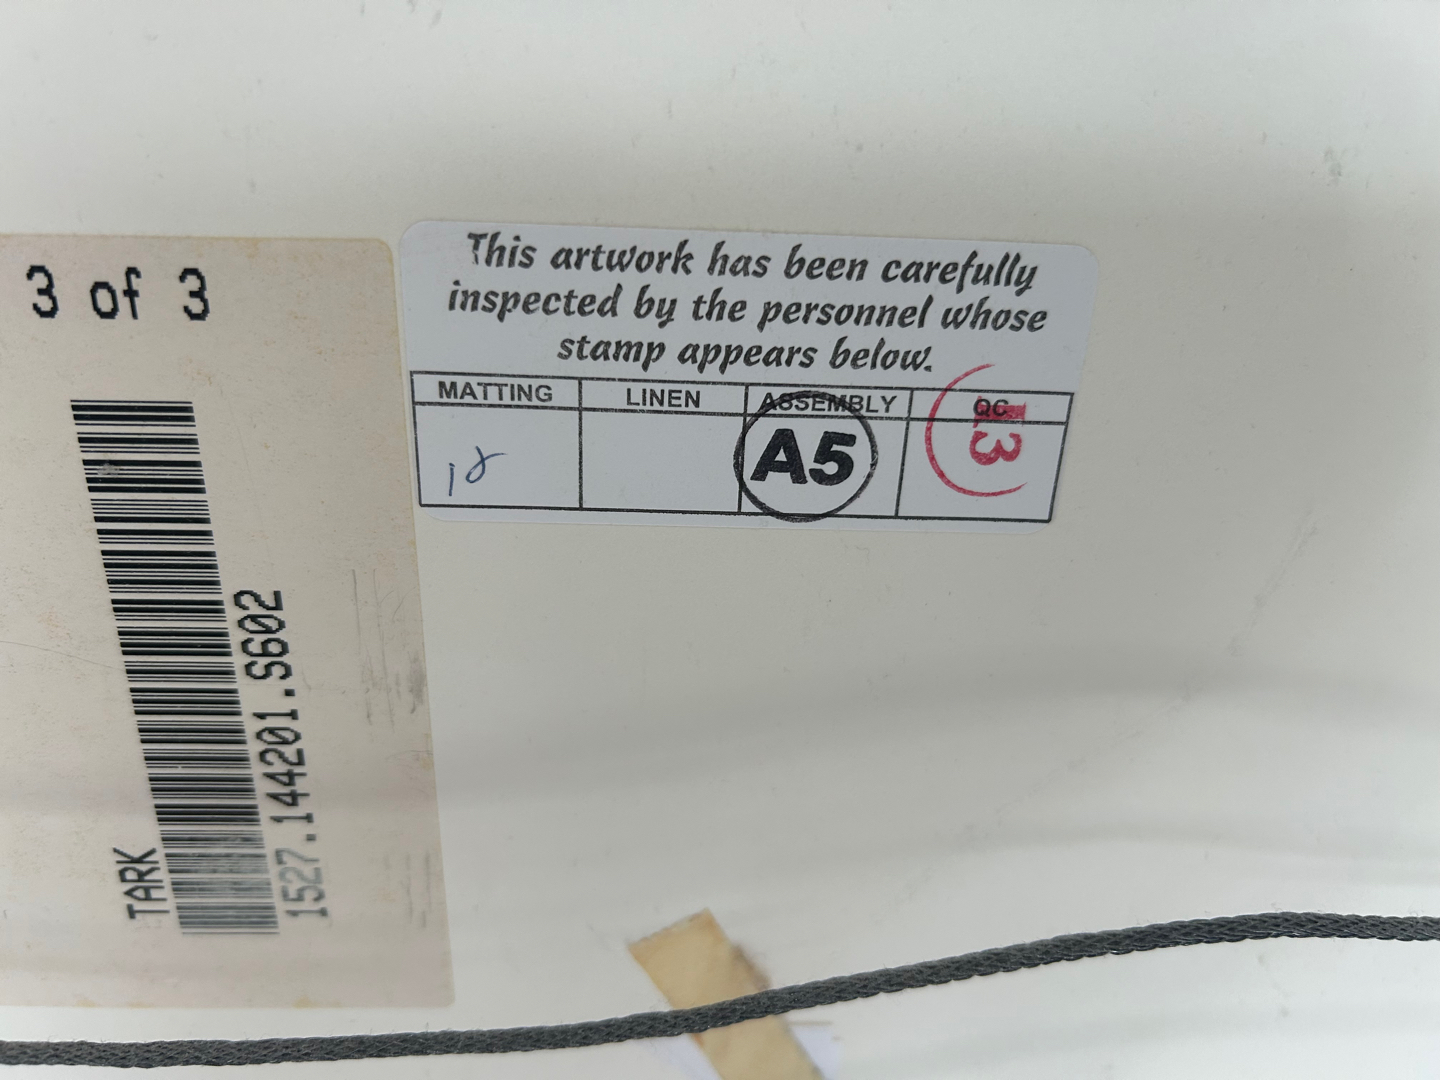 3 of 3
TARK
1527.144201.S602
This artwork has been carefully
inspected by the personnel whose
stamp appears below.
MATTING LINEN ASSEMBLY QC
A5 13